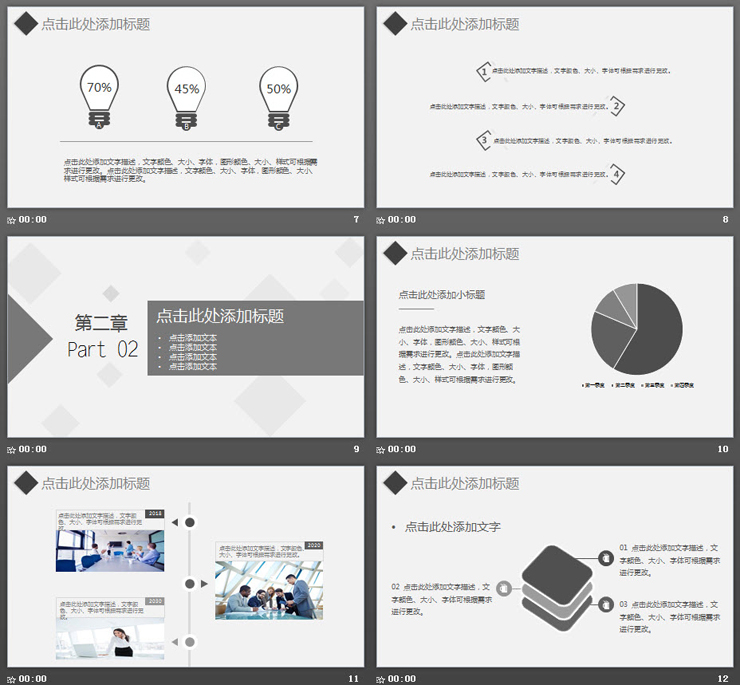 点击此处添加标题
70%
45%
50%
A
B
C
点击此处添加文字描述，文字颜色、大小、字体，图形颜色、大小、样式可根据需
求进行更改。点击此处添加文字描述，文字颜色、大小、字体，图形颜色、大小、
样式可根据需求进行更改。
00:00
7
点击此处添加标题
1 点击此处添加文字描述，文字颜色、大小、字体可根据需求进行更改。
点击此处添加文字描述，文字颜色、大小，字体可根据需求进行更改。 2
3 点击此处添加文字描述，文字颜色、大小、字体可根据需求进行更改。
点击此处添加文字描述，文字颜色、大小、字体可根据需求进行更改。 4
00:00
8
第二章
Part 02
点击此处添加标题
• 点击添加文本
• 点击添加文本
• 点击添加文本
• 点击添加文本
00:00
9
点击此处添加标题
点击此处添加小标题
点击此处添加文字描述，文字颜色、大
小、字体，图形颜色、大小、样式可根
据需求进行更改。点击此处添加文字描
述，文字颜色、大小、字体，图形颜
色、大小、样式可根据需求进行更改。
第一季度 第二季度 第三季度 第四季度
00:00
10
点击此处添加标题
点击此处添加文字描述，文字颜
色、大小、字体可根据需求进行更
改。
2018
点击此处添加文字描述，文字颜
色、大小、字体可根据需求进行更改。
2020
点击此处添加文字描述，文字颜
色、大小、字体可根据需求进行更
改。
00:00
11
点击此处添加标题
• 点击此处添加文字
01 点击此处添加文字描述，文
字颜色、大小、字体可根据需求
进行更改。
02 点击此处添加文字描述，文
字颜色、大小、字体可根据需求
进行更改。
03 点击此处添加文字描述，文
字颜色、大小、字体可根据需求
进行更改。
00:00
12